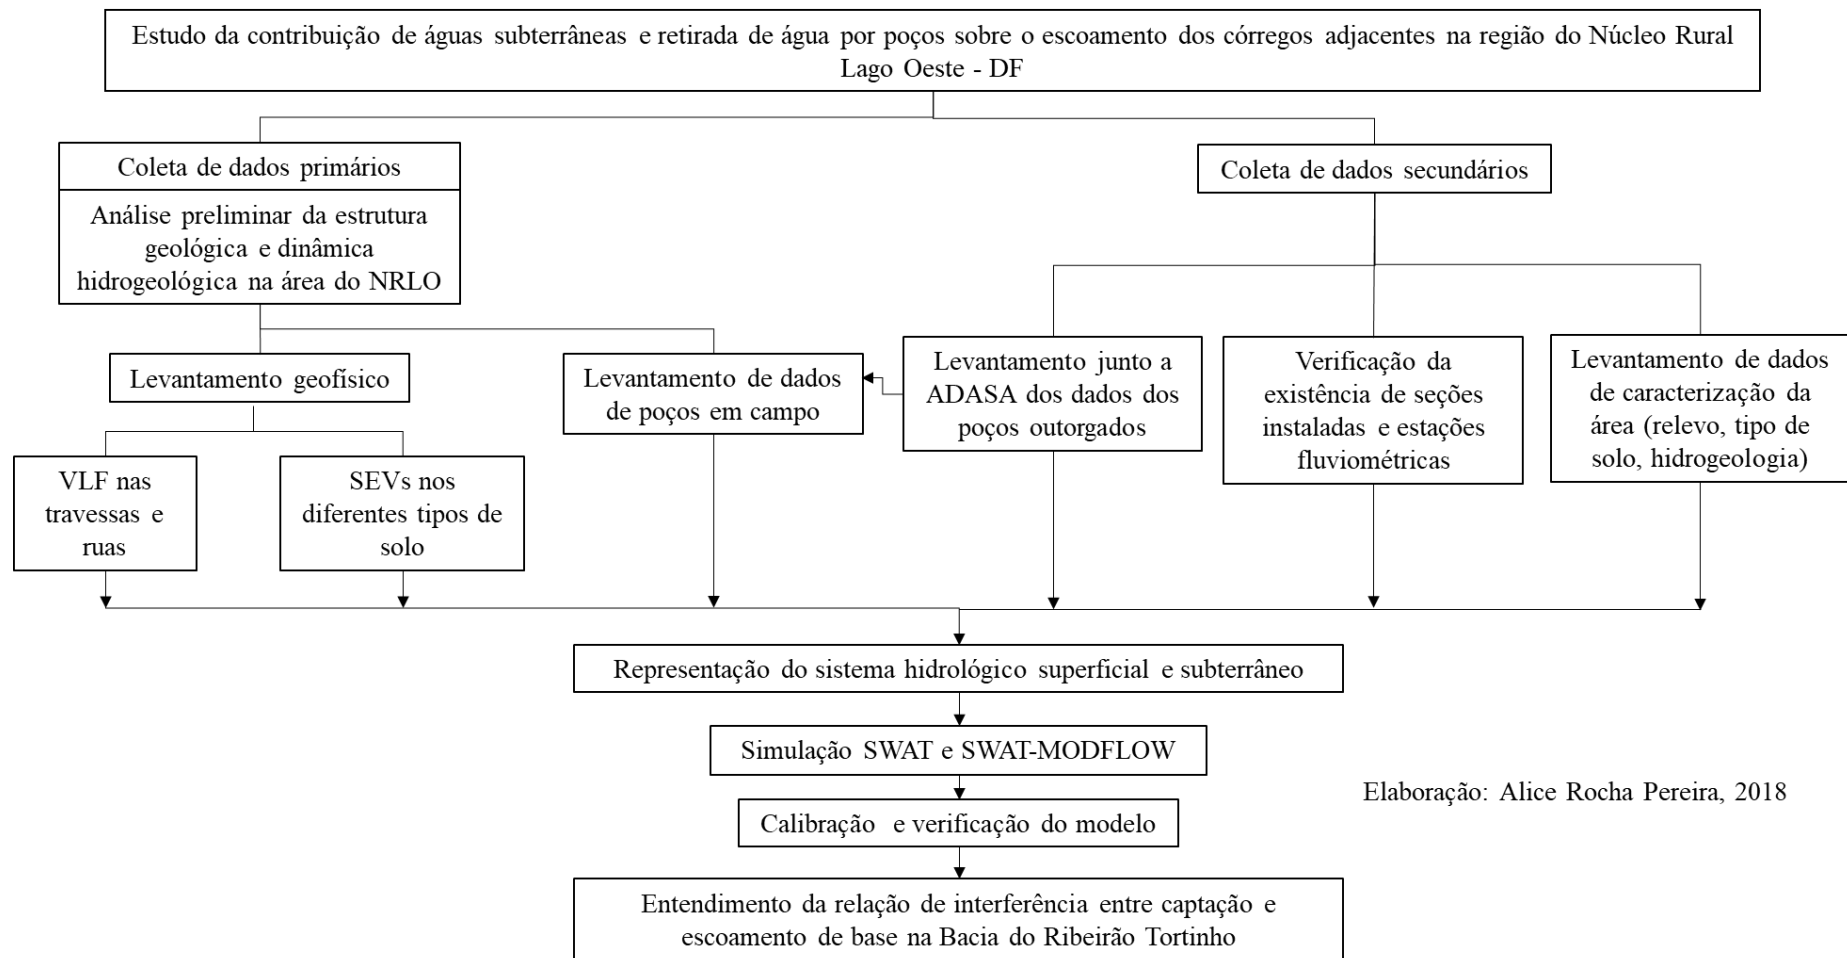 Estudo da contribuição de águas subterrâneas e retirada de água por poços sobre o escoamento dos córregos adjacentes na região do Núcleo Rural
Lago Oeste - DF
Coleta de dados primários
Análise preliminar da estrutura
geológica e dinâmica
hidrogeológica na área do NRLO
Coleta de dados secundários
Levantamento geofísico
Levantamento de dados
de poços em campo
Levantamento junto a
ADASA dos dados dos
poços outorgados
Verificação da
existência de seções
instaladas e estações
fluviométricas
Levantamento de dados
de caracterização da
área (relevo, tipo de
solo, hidrogeologia)
VLF nas
travessas e
ruas
SEVs nos
diferentes tipos de
solo
Representação do sistema hidrológico superficial e subterrâneo
Simulação SWAT e SWAT-MODFLOW
Elaboração: Alice Rocha Pereira, 2018
Calibração e verificação do modelo
Entendimento da relação de interferência entre captação e
escoamento de base na Bacia do Ribeirão Tortinho